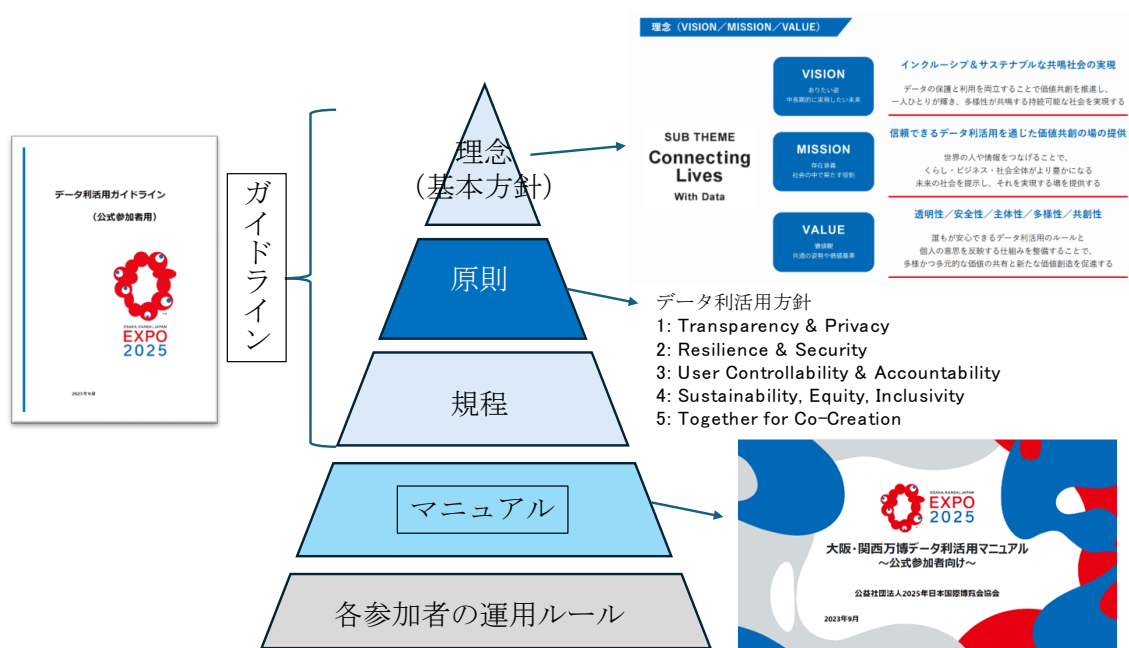 データ利活用ガイドライン
（公式参加者用）
OSAKA, KANSAI, JAPAN
EXPO
2025
2023年9月
ガイドライン
理念
（基本方針）
原則
規程
マニュアル
各参加者の運用ルール
理念（VISION／MISSION／VALUE）
SUB THEME
Connecting
Lives
With Data
VISION
ありたい姿
中長期的に実現したい未来
インクルーシブ＆サステナブルな共鳴社会の実現
データの保護と利用を両立することで価値共創を推進し、
一人ひとりが輝き、多様性が共鳴する持続可能な社会を実現する
MISSION
存在意義
社会の中で果たす役割
信頼できるデータ利活用を通じた価値共創の場の提供
世界の人や情報をつなげることで、
くらし・ビジネス・社会全体がより豊かになる
未来の社会を提示し、それを実現する場を提供する
VALUE
価値観
共通の姿勢や価値基準
透明性／安全性／主体性／多様性／共創性
誰もが安心できるデータ利活用のルールと
個人の意思を反映する仕組みを整備することで、
多様かつ多元的な価値の共有と新たな価値創造を促進する
データ利活用方針
1: Transparency & Privacy
2: Resilience & Security
3: User Controllability & Accountability
4: Sustainability, Equity, Inclusivity
5: Together for Co-Creation
OSAKA, KANSAI, JAPAN
EXPO
2025
大阪・関西万博データ利活用マニュアル
～公式参加者向け～
公益社団法人2025年日本国際博覧会協会
2023年9月